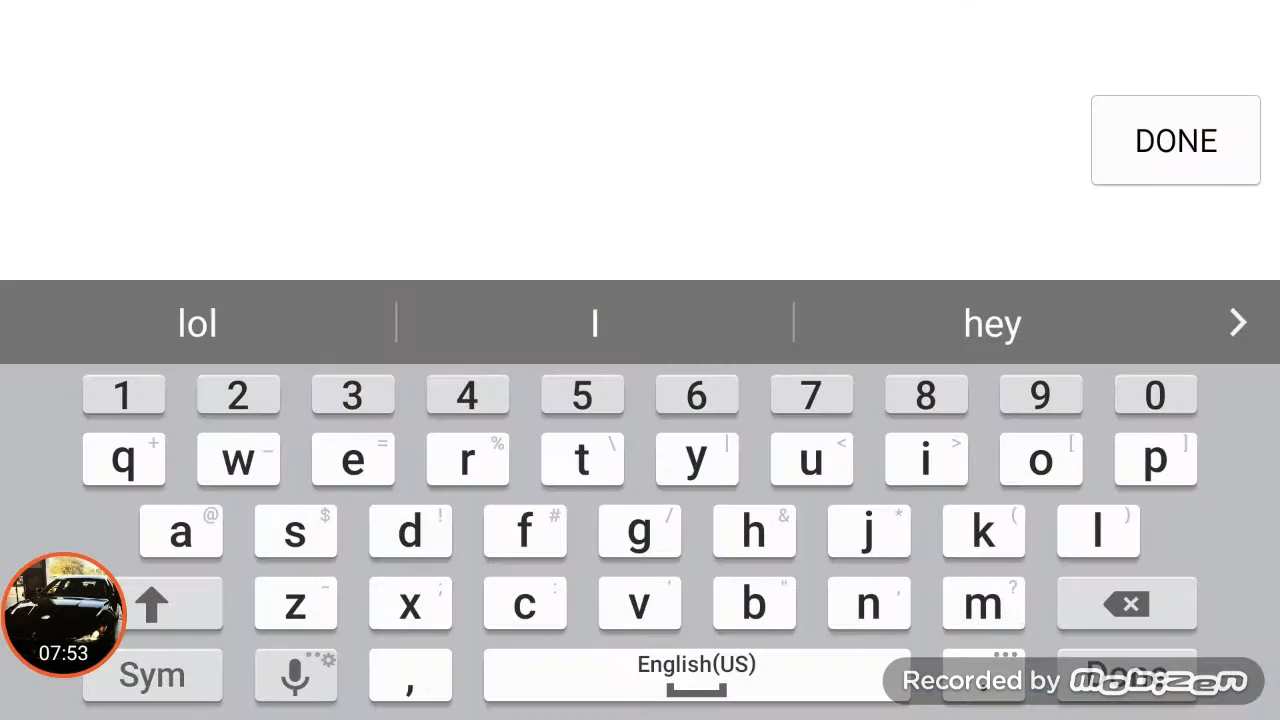 DONE
lol I hey
1 2 3 4 5 6 7 8 9 0
q + w e = r % t \ y | u < i > o [ p ]
a @ s $ d ! f # g / h & j * k ( l )
z x ; c : v ' b " n , m ?
Sym , English(US) . Done
07:53
Recorded by mobizen